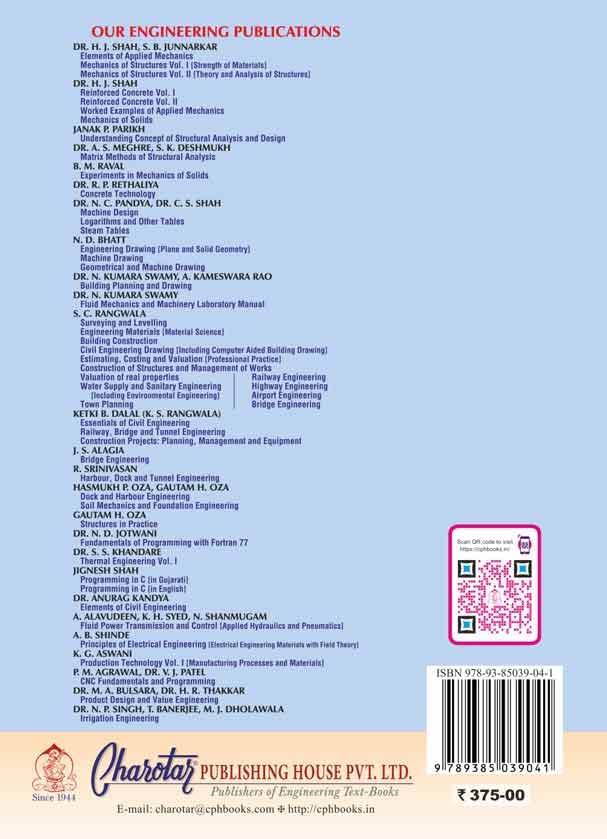 OUR ENGINEERING PUBLICATIONS
DR. H. J. SHAH, S. B. JUNNARKAR
Elements of Applied Mechanics
Mechanics of Structures Vol. I [Strength of Materials]
Mechanics of Structures Vol. II [Theory and Analysis of Structures]
DR. H. J. SHAH
Reinforced Concrete Vol. I
Reinforced Concrete Vol. II
Worked Examples of Applied Mechanics
Mechanics of Solids
JANAK P. PARIKH
Understanding Concept of Structural Analysis and Design
DR. A. S. MEGHRE, S. K. DESHMUKH
Matrix Methods of Structural Analysis
B. M. RAVAL
Experiments in Mechanics of Solids
DR. R. P. RETHALIYA
Concrete Technology
DR. N. C. PANDYA, DR. C. S. SHAH
Machine Design
Logarithms and Other Tables
Steam Tables
N. D. BHATT
Engineering Drawing [Plane and Solid Geometry]
Machine Drawing
Geometrical and Machine Drawing
DR. N. KUMARA SWAMY, A. KAMESWARA RAO
Building Planning and Drawing
DR. N. KUMARA SWAMY
Fluid Mechanics and Machinery Laboratory Manual
S. C. RANGWALA
Surveying and Levelling
Engineering Materials [Material Science]
Building Construction
Civil Engineering Drawing [Including Computer Aided Building Drawing]
Estimating, Costing and Valuation [Professional Practice]
Construction of Structures and Management of Works
Valuation of real properties
Water Supply and Sanitary Engineering
[Including Environmental Engineering]
Town Planning
Railway Engineering
Highway Engineering
Airport Engineering
Bridge Engineering
KETKI B. DALAL (K. S. RANGWALA)
Essentials of Civil Engineering
Railway, Bridge and Tunnel Engineering
Construction Projects: Planning, Management and Equipment
J. S. ALAGIA
Bridge Engineering
R. SRINIVASAN
Harbour, Dock and Tunnel Engineering
HASMUKH P. OZA, GAUTAM H. OZA
Dock and Harbour Engineering
Soil Mechanics and Foundation Engineering
GAUTAM H. OZA
Structures in Practice
DR. N. D. JOTWANI
Fundamentals of Programming with Fortran 77
DR. S. S. KHANDARE
Thermal Engineering Vol. I
JIGNESH SHAH
Programming in C [in Gujarati]
Programming in C [in English]
DR. ANURAG KANDYA
Elements of Civil Engineering
A. ALAVUDEEN, K. H. SYED, N. SHANMUGAM
Fluid Power Transmission and Control [Applied Hydraulics and Pneumatics]
A. B. SHINDE
Principles of Electrical Engineering [Electrical Engineering Materials with Field Theory]
K. G. ASWANI
Production Technology Vol. I [Manufacturing Processes and Materials]
P. M. AGRAWAL, DR. V. J. PATEL
CNC Fundamentals and Programming
DR. M. A. BULSARA, DR. H. R. THAKKAR
Product Design and Value Engineering
DR. N. P. SINGH, T. BANERJEE, M. J. DHOLAWALA
Irrigation Engineering
Scan QR code to visit
https://cphbooks.in/
ISBN 978-93-85039-04-1
9 789385 039041
₹ 375-00
Since 1944
Charotar® PUBLISHING HOUSE PVT. LTD.
Publishers of Engineering Text-Books
E-mail: charotar@cphbooks.com ✤ http://cphbooks.in